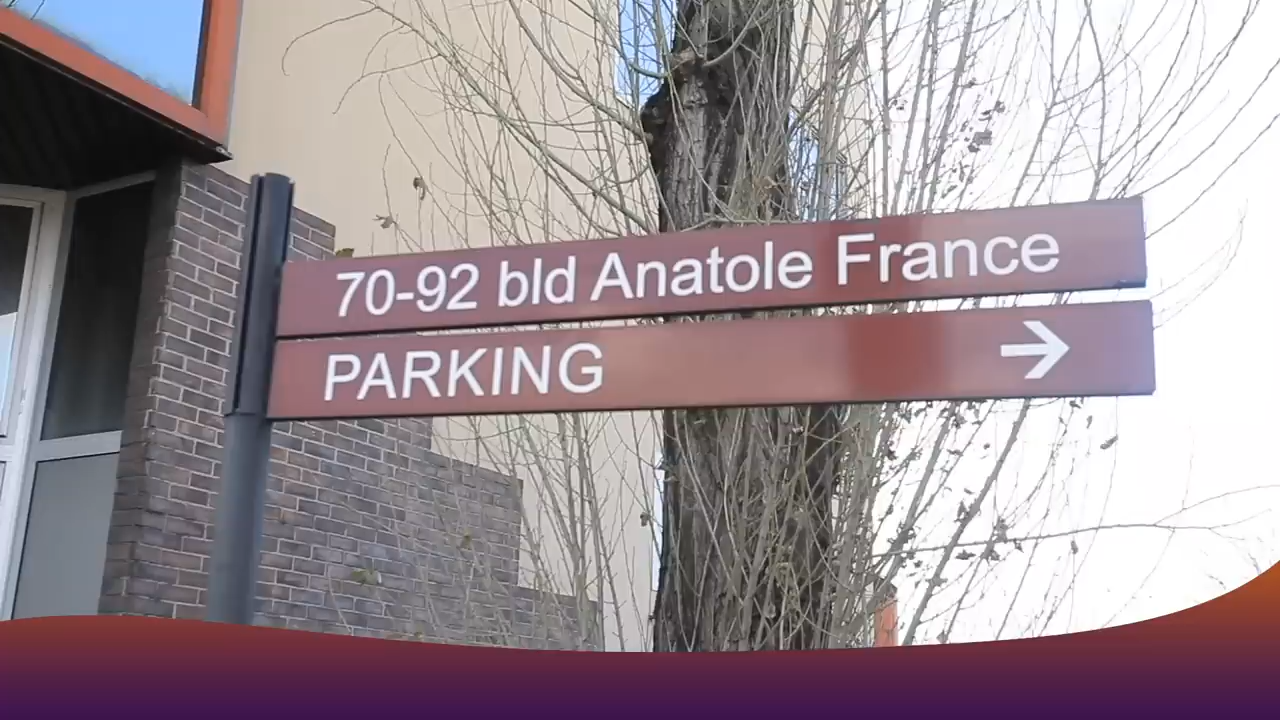 70-92 bld Anatole France
PARKING →